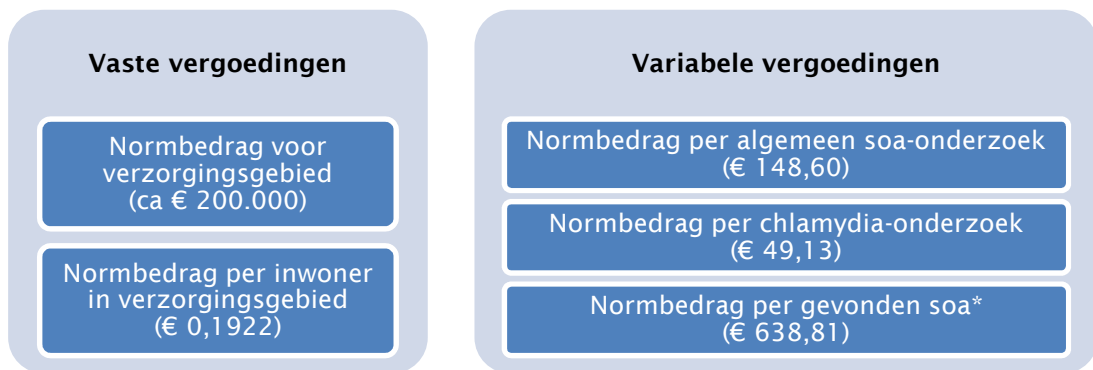 Vaste vergoedingen
Normbedrag voor
verzorgingsgebied
(ca € 200.000)
Normbedrag per inwoner
in verzorgingsgebied
(€ 0,1922)
Variabele vergoedingen
Normbedrag per algemeen soa-onderzoek
(€ 148,60)
Normbedrag per chlamydia-onderzoek
(€ 49,13)
Normbedrag per gevonden soa*
(€ 638,81)